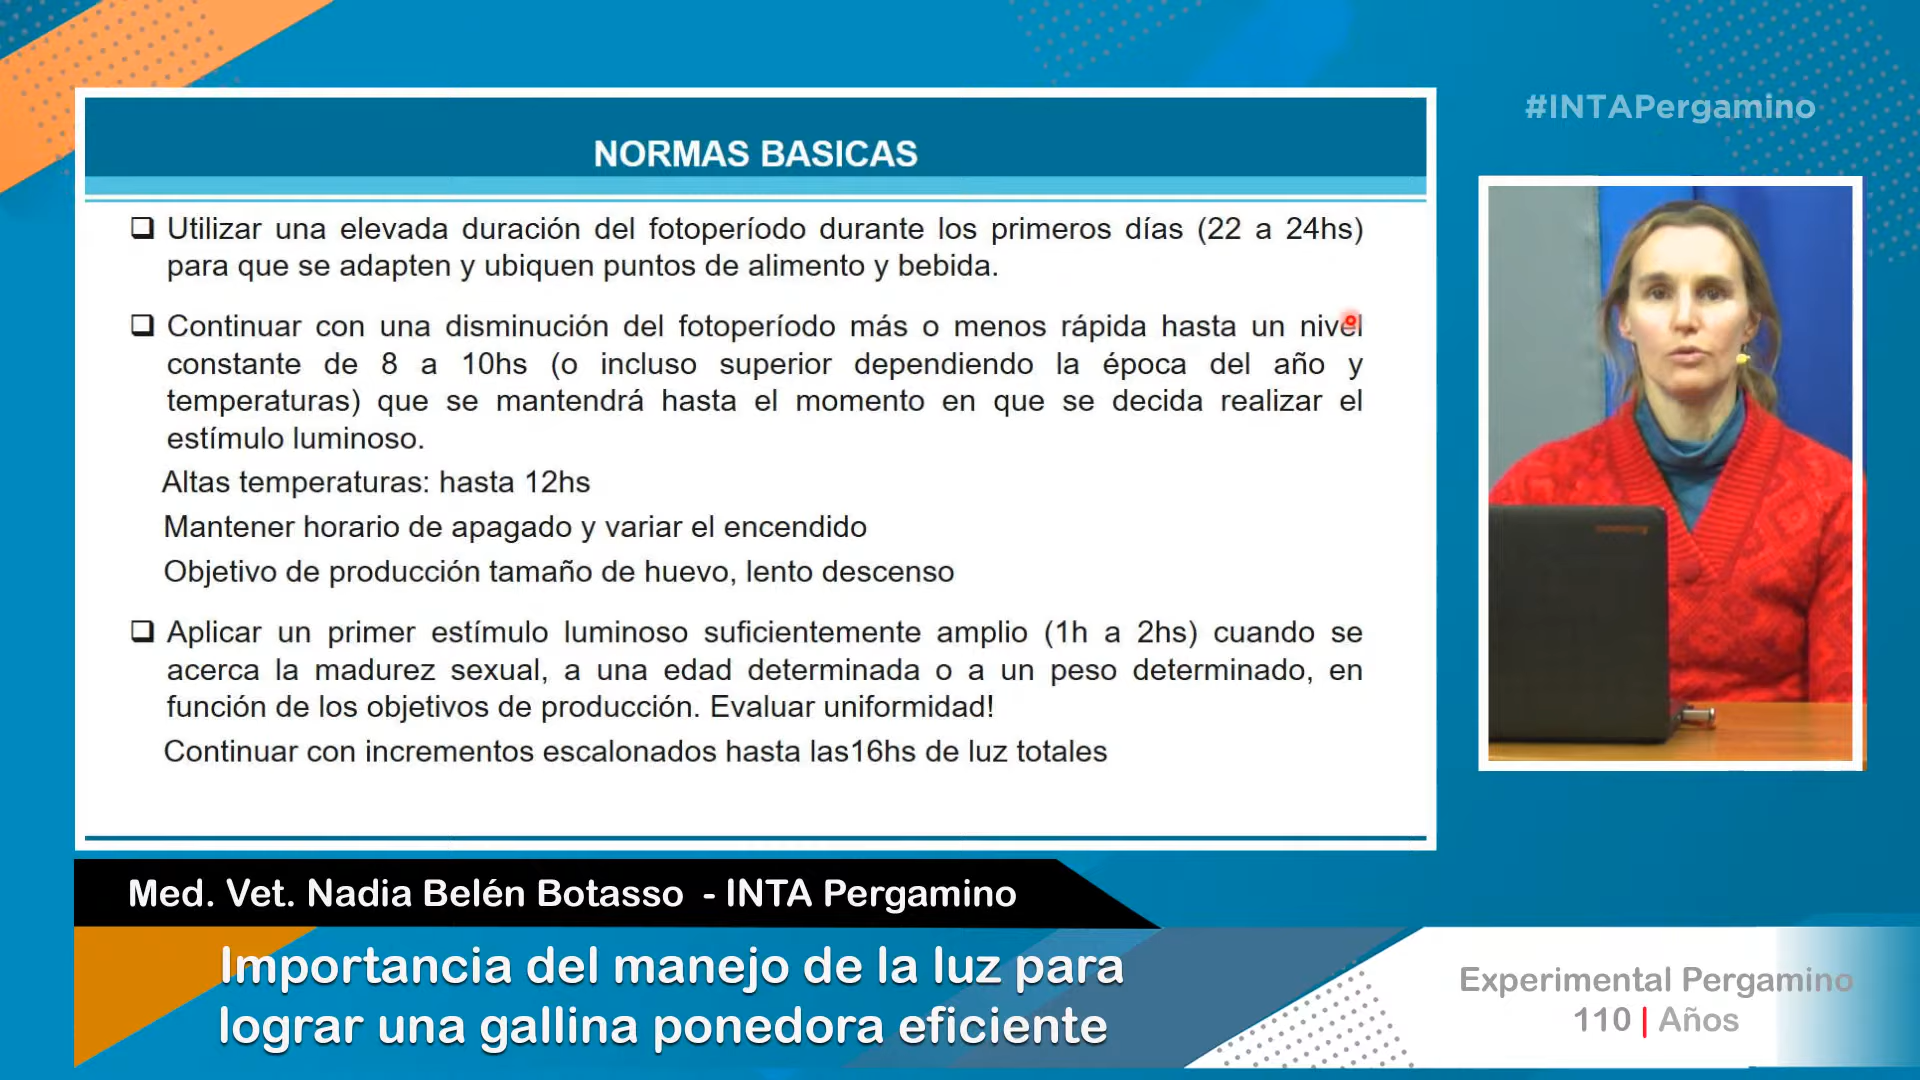 #INTAPergamino
NORMAS BASICAS
❑ Utilizar una elevada duración del fotoperíodo durante los primeros días (22 a 24hs)
para que se adapten y ubiquen puntos de alimento y bebida.
❑ Continuar con una disminución del fotoperíodo más o menos rápida hasta un nivel
constante de 8 a 10hs (o incluso superior dependiendo la época del año y
temperaturas) que se mantendrá hasta el momento en que se decida realizar el
estímulo luminoso.
Altas temperaturas: hasta 12hs
Mantener horario de apagado y variar el encendido
Objetivo de producción tamaño de huevo, lento descenso
❑ Aplicar un primer estímulo luminoso suficientemente amplio (1h a 2hs) cuando se
acerca la madurez sexual, a una edad determinada o a un peso determinado, en
función de los objetivos de producción. Evaluar uniformidad!
Continuar con incrementos escalonados hasta las16hs de luz totales
Med. Vet. Nadia Belén Botasso - INTA Pergamino
Importancia del manejo de la luz para
lograr una gallina ponedora eficiente
Experimental Pergamino
110 | Años